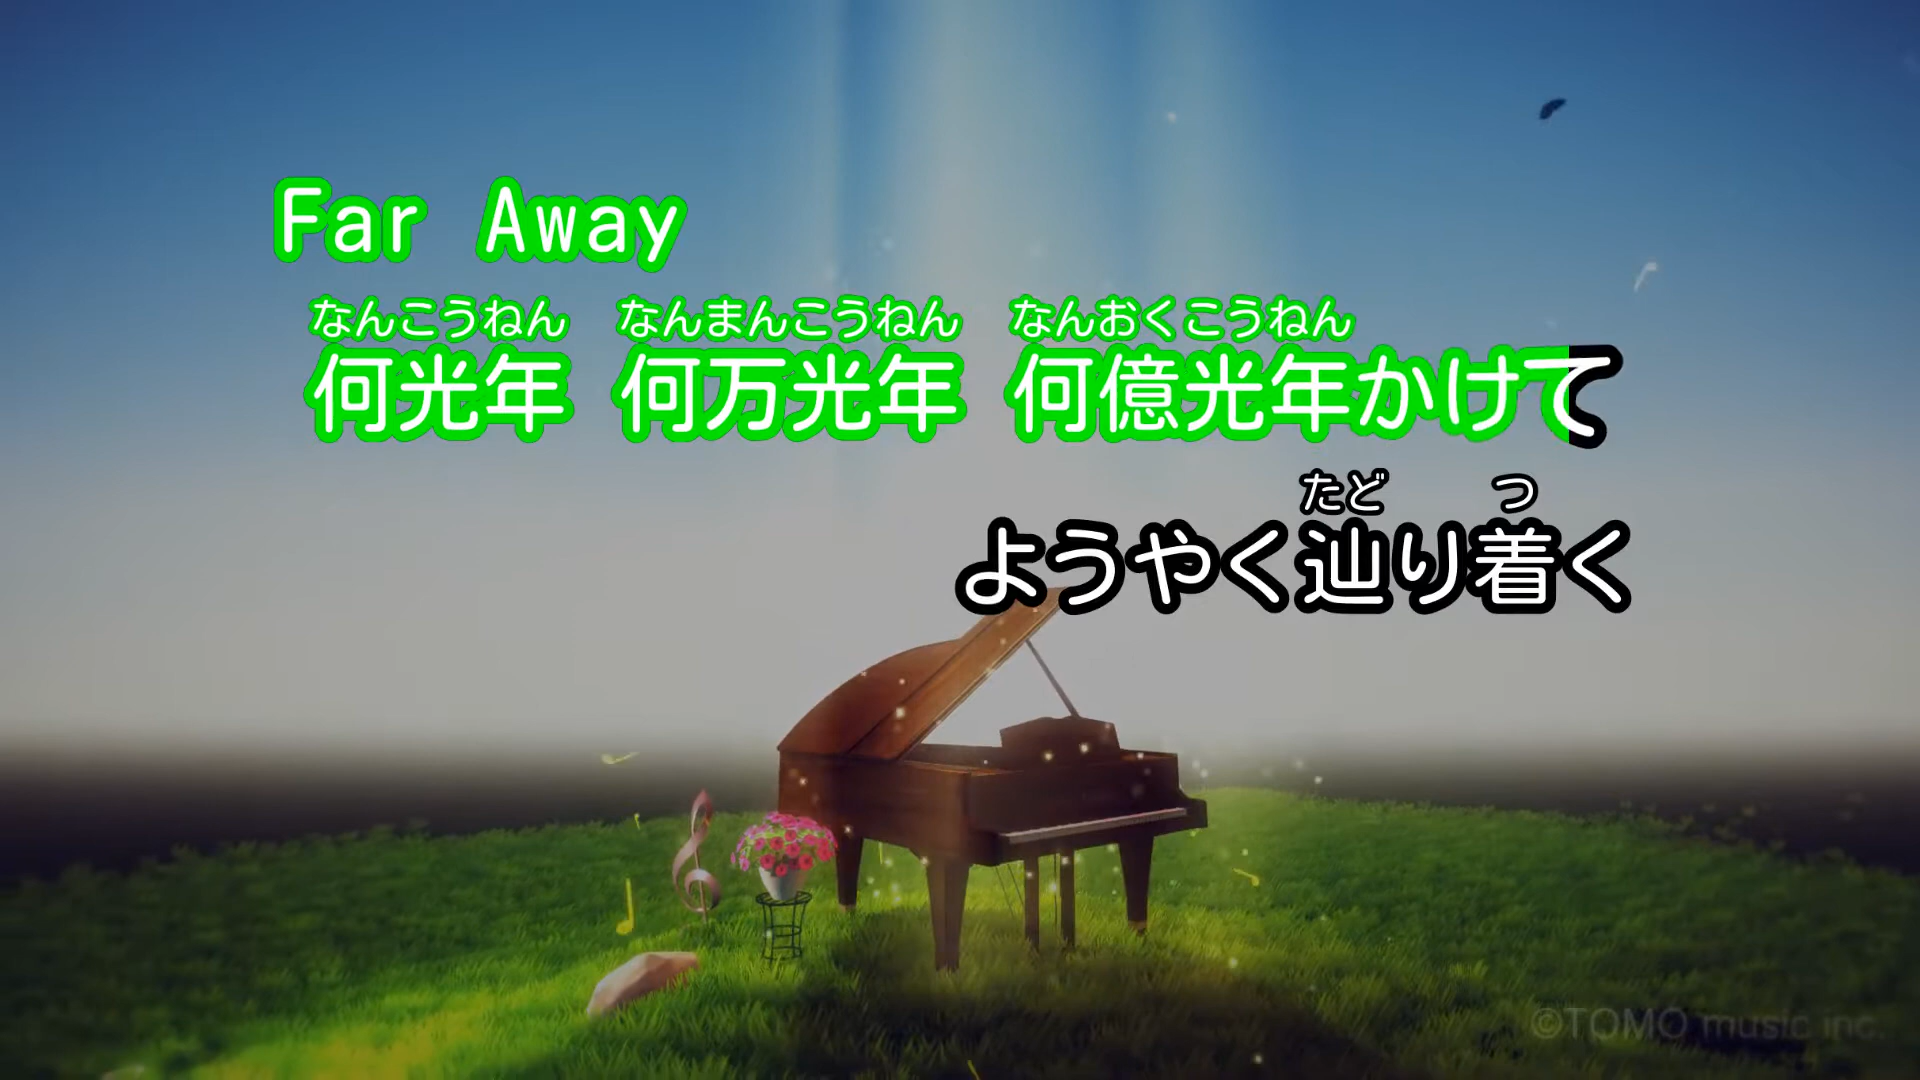 Far Away
なんこうねん なんまんこうねん なんおくこうねん
何光年 何万光年 何億光年かけて
たど つ
ようやく辿り着く
©TOMO music inc.